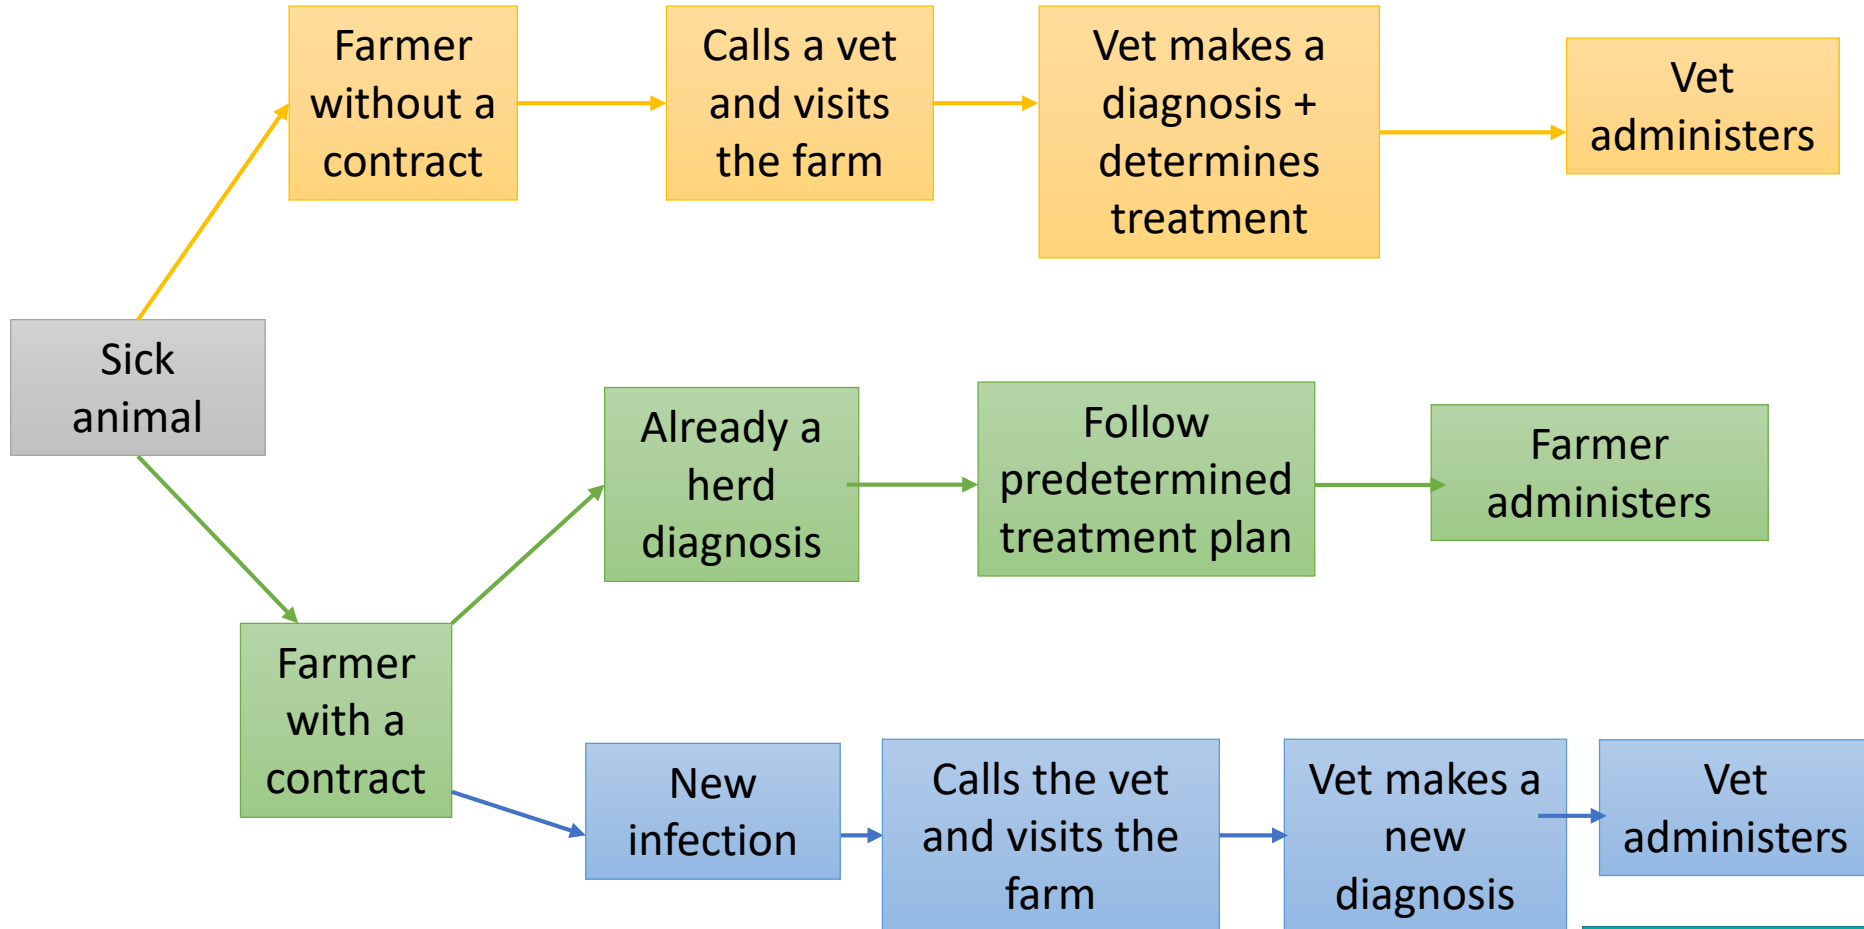 Farmer
without a
contract
Calls a vet
and visits
the farm
Vet makes a
diagnosis +
determines
treatment
Vet
administers
Sick
animal
Already a
herd
diagnosis
Follow
predetermined
treatment plan
Farmer
administers
Farmer
with a
contract
New
infection
Calls the vet
and visits the
farm
Vet makes a
new
diagnosis
Vet
administers